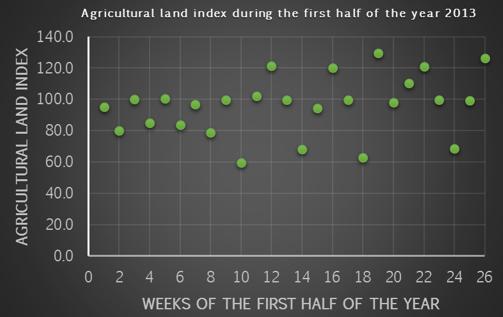 Agricultural land index during the first half of the year 2013
140.0
120.0
100.0
80.0
60.0
40.0
20.0
0.0
AGRICULTURAL LAND INDEX
0 2 4 6 8 10 12 14 16 18 20 22 24 26
WEEKS OF THE FIRST HALF OF THE YEAR